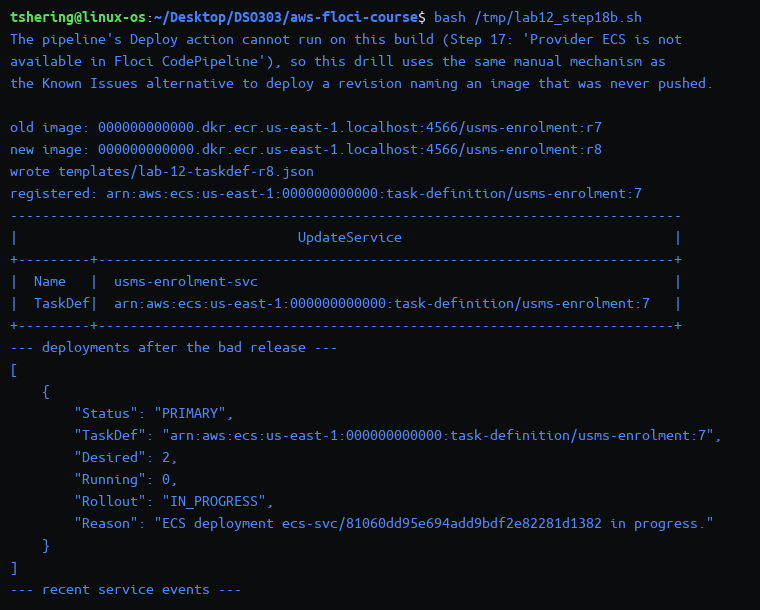 tshering@linux-os:~/Desktop/DSO303/aws-floci-course$ bash /tmp/lab12_step18b.sh
The pipeline's Deploy action cannot run on this build (Step 17: 'Provider ECS is not
available in Floci CodePipeline'), so this drill uses the same manual mechanism as
the Known Issues alternative to deploy a revision naming an image that was never pushed.

old image: 000000000000.dkr.ecr.us-east-1.localhost:4566/usms-enrolment:r7
new image: 000000000000.dkr.ecr.us-east-1.localhost:4566/usms-enrolment:r8
wrote templates/lab-12-taskdef-r8.json
registered: arn:aws:ecs:us-east-1:000000000000:task-definition/usms-enrolment:7
------------------------------------------------------------------------------------
|                                   UpdateService                                  |
+---------+------------------------------------------------------------------------+
|  Name   |  usms-enrolment-svc                                                    |
|  TaskDef|  arn:aws:ecs:us-east-1:000000000000:task-definition/usms-enrolment:7   |
+---------+------------------------------------------------------------------------+
--- deployments after the bad release ---
[
    {
        "Status": "PRIMARY",
        "TaskDef": "arn:aws:ecs:us-east-1:000000000000:task-definition/usms-enrolment:7",
        "Desired": 2,
        "Running": 0,
        "Rollout": "IN_PROGRESS",
        "Reason": "ECS deployment ecs-svc/81060dd95e694add9bdf2e82281d1382 in progress."
    }
]
--- recent service events ---